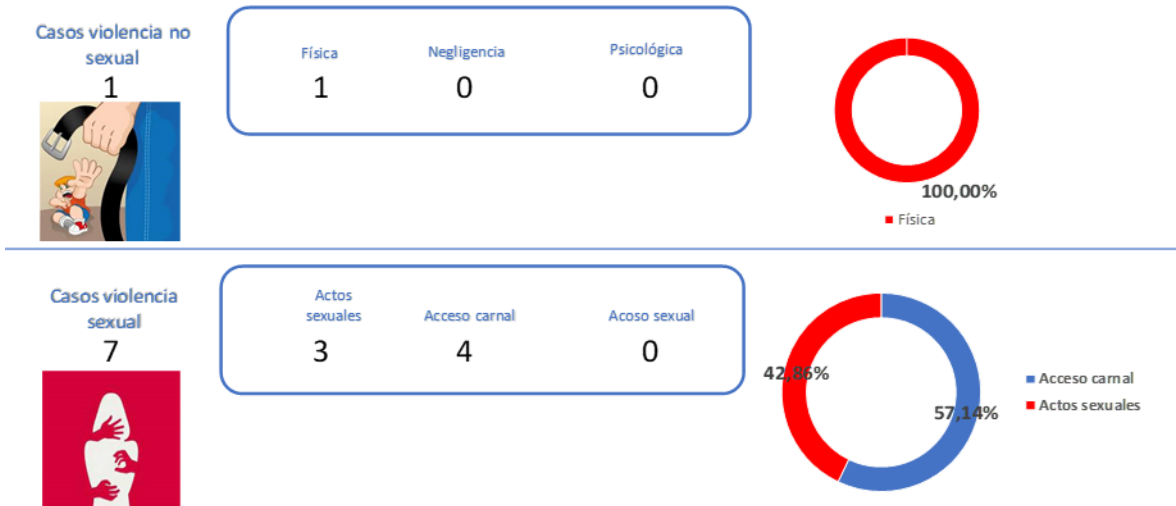 Casos violencia no
sexual
1
Física
Negligencia
Psicológica
1
0
0
100,00%
Física
Casos violencia
sexual
7
Actos
sexuales
Acceso carnal
Acoso sexual
3
4
0
42,86%
57,14%
Acceso carnal
Actos sexuales